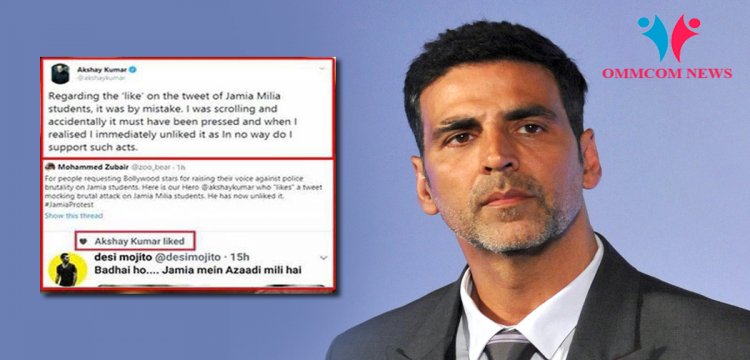 Akshay Kumar
@akshaykumar
Regarding the 'like' on the tweet of Jamia Milia
students, it was by mistake. I was scrolling and
accidentally it must have been pressed and when I
realised I immediately unliked it as In no way do I
support such acts.
Mohammed Zubair @zoo_bear · 1h
For people requesting Bollywood stars for raising their voice against police
brutality on Jamia students. Here is our Hero @akshaykumar who "likes" a tweet
mocking brutal attack on Jamia Milia students. He has now unliked it.
#JamiaProtest
Show this thread
Akshay Kumar liked
desi mojito @desimojito · 15h
Badhai ho.... Jamia mein Azaadi mili hai
OMMCOM NEWS